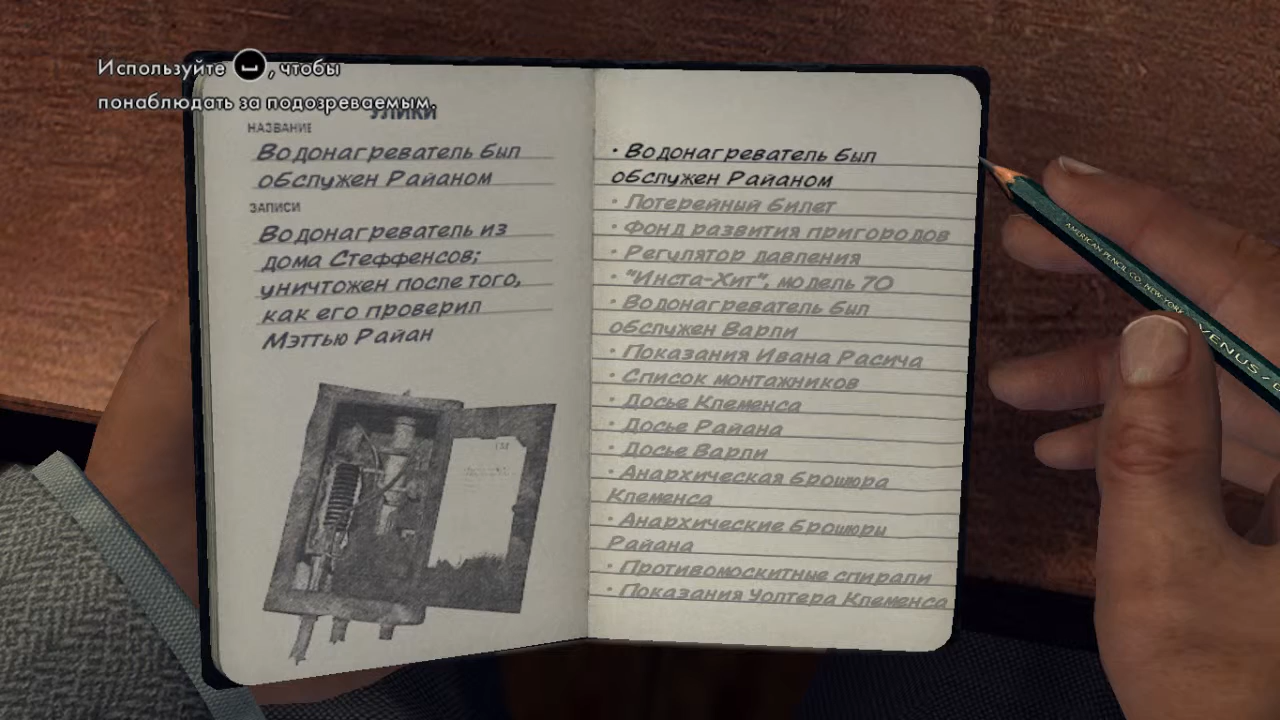 Используйте , чтобы
понаблюдать за подозреваемым.
УЛИКИ
НАЗВАНИЕ
Водонагреватель был
обслужен Райаном
ЗАПИСИ
Водонагреватель из
дома Стеффенсов;
уничтожен после того,
как его проверил
Мэттью Райан
· Водонагреватель был
обслужен Райаном
· Лотерейный билет
· Фонд развития пригородов
· Регулятор давления
· "Инста-Хит", модель 70
· Водонагреватель был
обслужен Варли
· Показания Ивана Расича
· Список монтажников
· Досье Клеменса
· Досье Райана
· Досье Варли
· Анархическая брошюра
Клеменса
· Анархические брошюры
Райана
· Противомоскитные спирали
· Показания Уолтера Клеменса
AMERICAN PENCIL CO. NEW YORK
VENUS